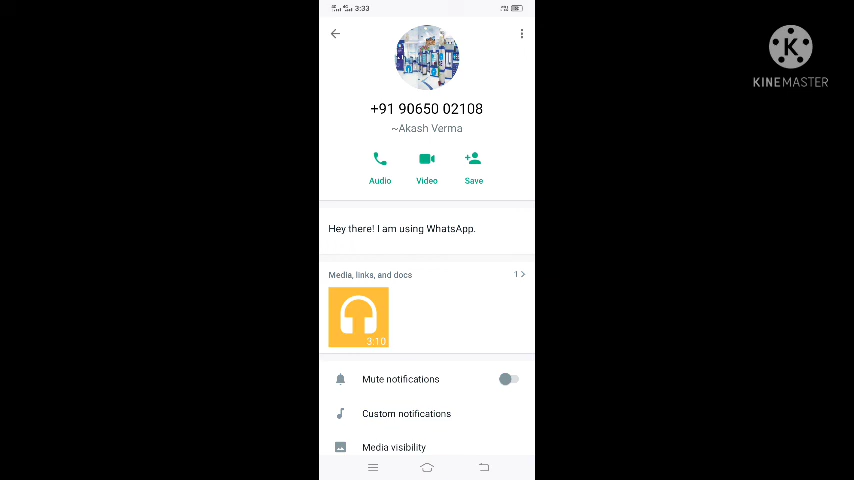 3:33
KINEMASTER
+91 90650 02108
~Akash Verma
Audio Video Save
Hey there! I am using WhatsApp.
Media, links, and docs 1
3:10
Mute notifications
Custom notifications
Media visibility